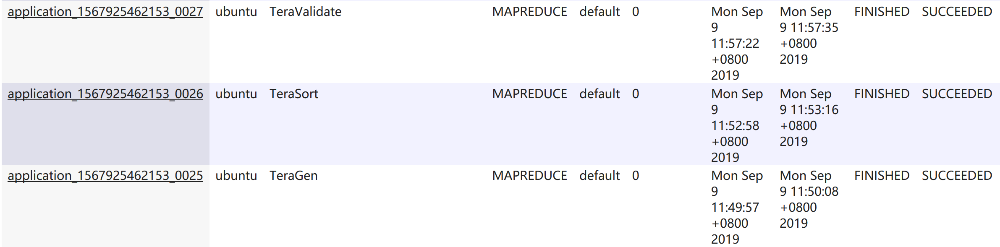 application_1567925462153_0027 ubuntu TeraValidate MAPREDUCE default 0 Mon Sep Mon Sep FINISHED SUCCEEDED
9 9 11:57:35
11:57:22 +0800
+0800 2019
2019
application_1567925462153_0026 ubuntu TeraSort MAPREDUCE default 0 Mon Sep Mon Sep FINISHED SUCCEEDED
9 9 11:53:16
11:52:58 +0800
+0800 2019
2019
application_1567925462153_0025 ubuntu TeraGen MAPREDUCE default 0 Mon Sep Mon Sep FINISHED SUCCEEDED
9 9 11:50:08
11:49:57 +0800
+0800 2019
2019